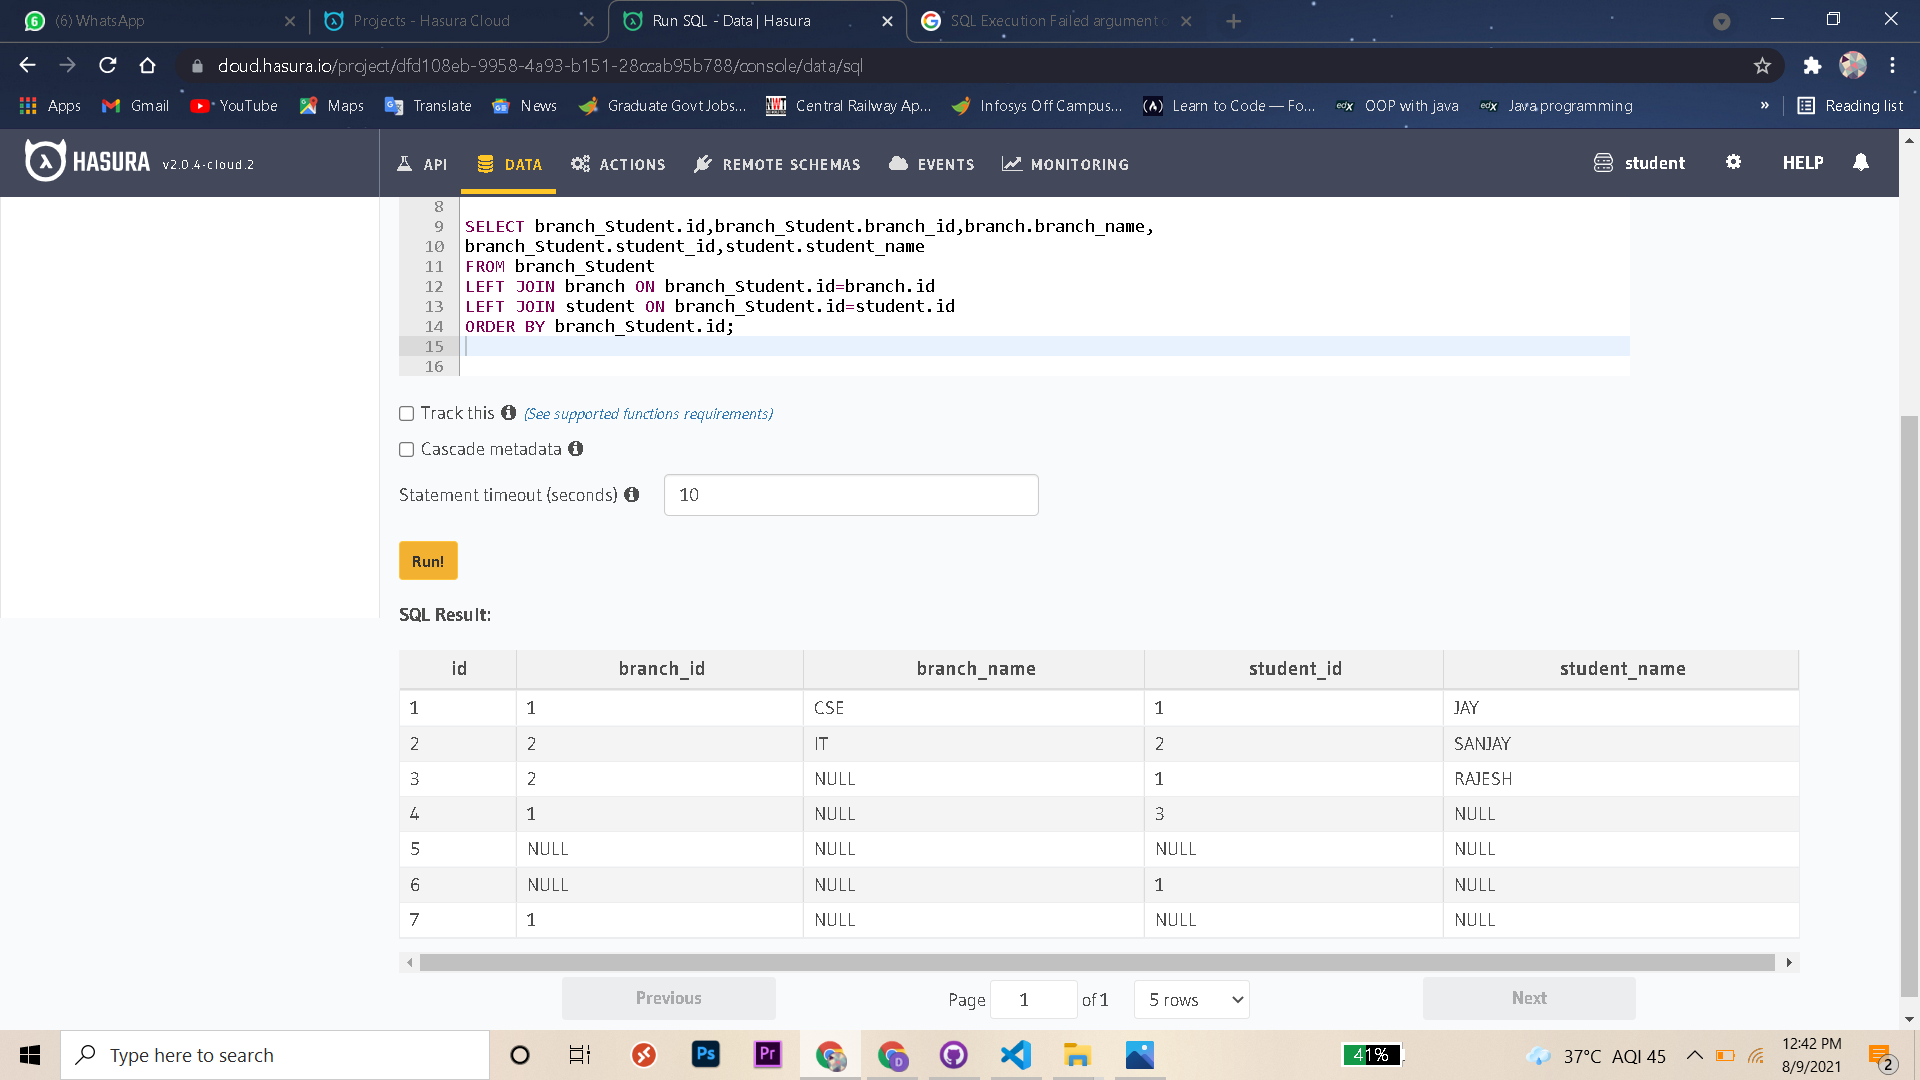 (6) WhatsApp
Projects - Hasura Cloud
Run SQL - Data | Hasura
SQL Execution Failed argument o
cloud.hasura.io/project/dfd108eb-9958-4a93-b151-28ccab95b788/console/data/sql
Apps
Gmail
YouTube
Maps
Translate
News
Graduate Govt Jobs...
Central Railway Ap...
Infosys Off Campus...
Learn to Code — Fo...
OOP with java
Java programming
»
Reading list
HASURA v2.0.4-cloud.2
API
DATA
ACTIONS
REMOTE SCHEMAS
EVENTS
MONITORING
student
HELP
8
9 SELECT branch_Student.id,branch_Student.branch_id,branch.branch_name,
10 branch_Student.student_id,student.student_name
11 FROM branch_Student
12 LEFT JOIN branch ON branch_Student.id=branch.id
13 LEFT JOIN student ON branch_Student.id=student.id
14 ORDER BY branch_Student.id;
15
16
Track this (See supported functions requirements)
Cascade metadata
Statement timeout (seconds) 10
Run!
SQL Result:
id branch_id branch_name student_id student_name
1 1 CSE 1 JAY
2 2 IT 2 SANJAY
3 2 NULL 1 RAJESH
4 1 NULL 3 NULL
5 NULL NULL NULL NULL
6 NULL NULL 1 NULL
7 1 NULL NULL NULL
Previous Page 1 of 1 5 rows Next
Type here to search
Ps
Pr
D
41%
37°C AQI 45
12:42 PM
8/9/2021
2